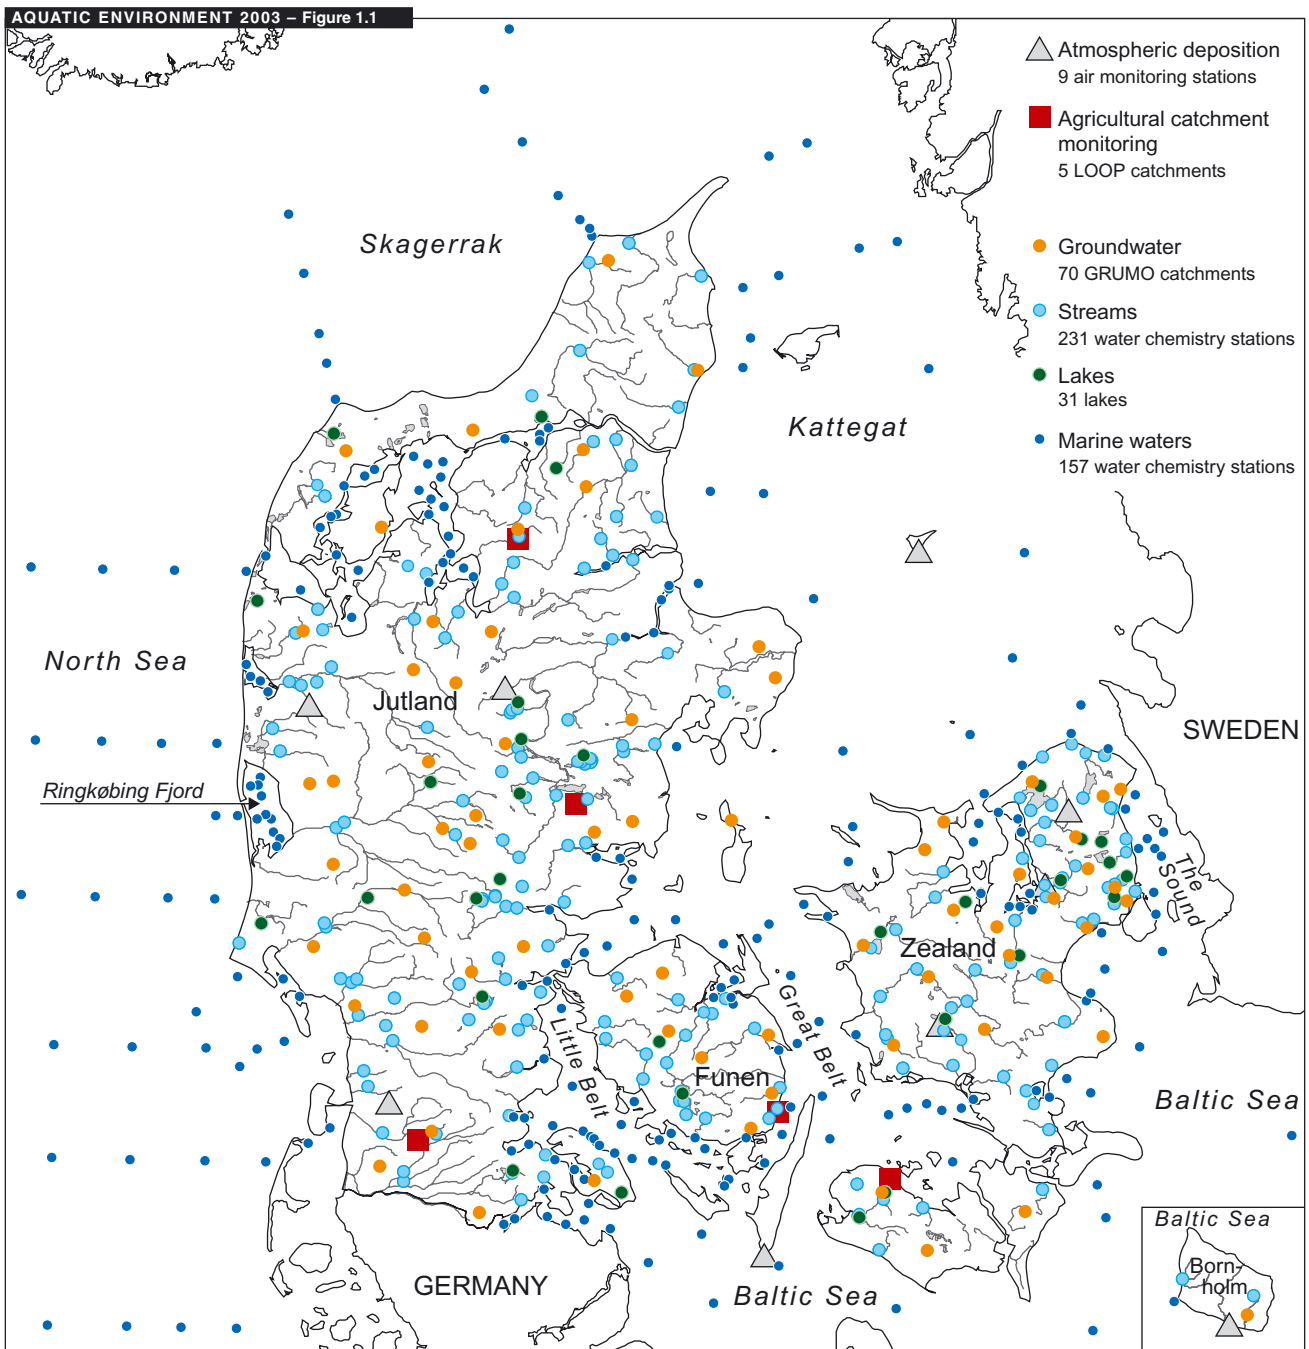 AQUATIC ENVIRONMENT 2003 – Figure 1.1
Atmospheric deposition
9 air monitoring stations
Agricultural catchment
monitoring
5 LOOP catchments
Groundwater
70 GRUMO catchments
Streams
231 water chemistry stations
Lakes
31 lakes
Marine waters
157 water chemistry stations
Skagerrak
Kattegat
North Sea
Jutland
SWEDEN
Ringkøbing Fjord
The Sound
Zealand
Great Belt
Little Belt
Funen
Baltic Sea
GERMANY
Baltic Sea
Baltic Sea
Born-
holm